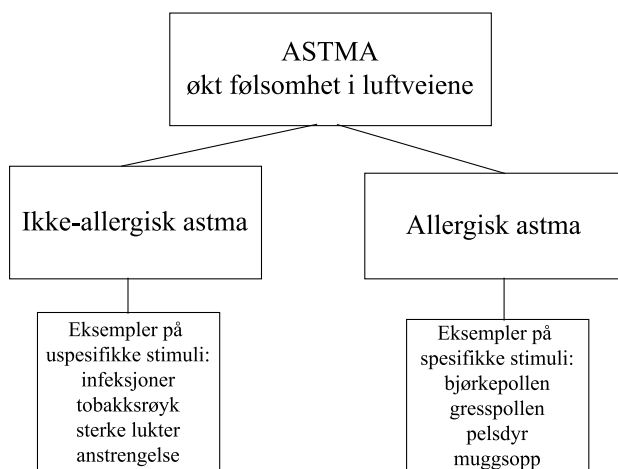 ASTMA
økt følsomhet i luftveiene
Ikke-allergisk astma
Allergisk astma
Eksempler på
uspesifikke stimuli:
infeksjoner
tobakksrøyk
sterke lukter
anstrengelse
Eksempler på
spesifikke stimuli:
bjørkepollen
gresspollen
pelsdyr
muggsopp